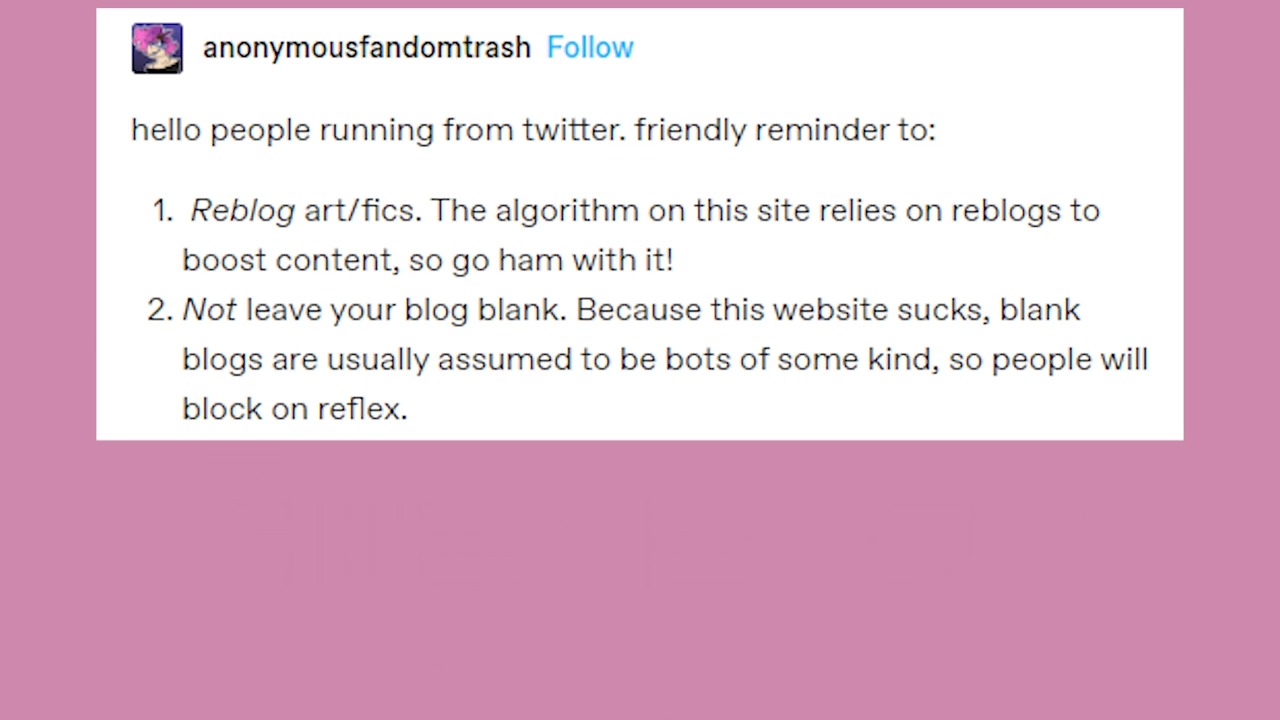 anonymousfandomtrash Follow
hello people running from twitter. friendly reminder to:
1. Reblog art/fics. The algorithm on this site relies on reblogs to
boost content, so go ham with it!
2. Not leave your blog blank. Because this website sucks, blank
blogs are usually assumed to be bots of some kind, so people will
block on reflex.